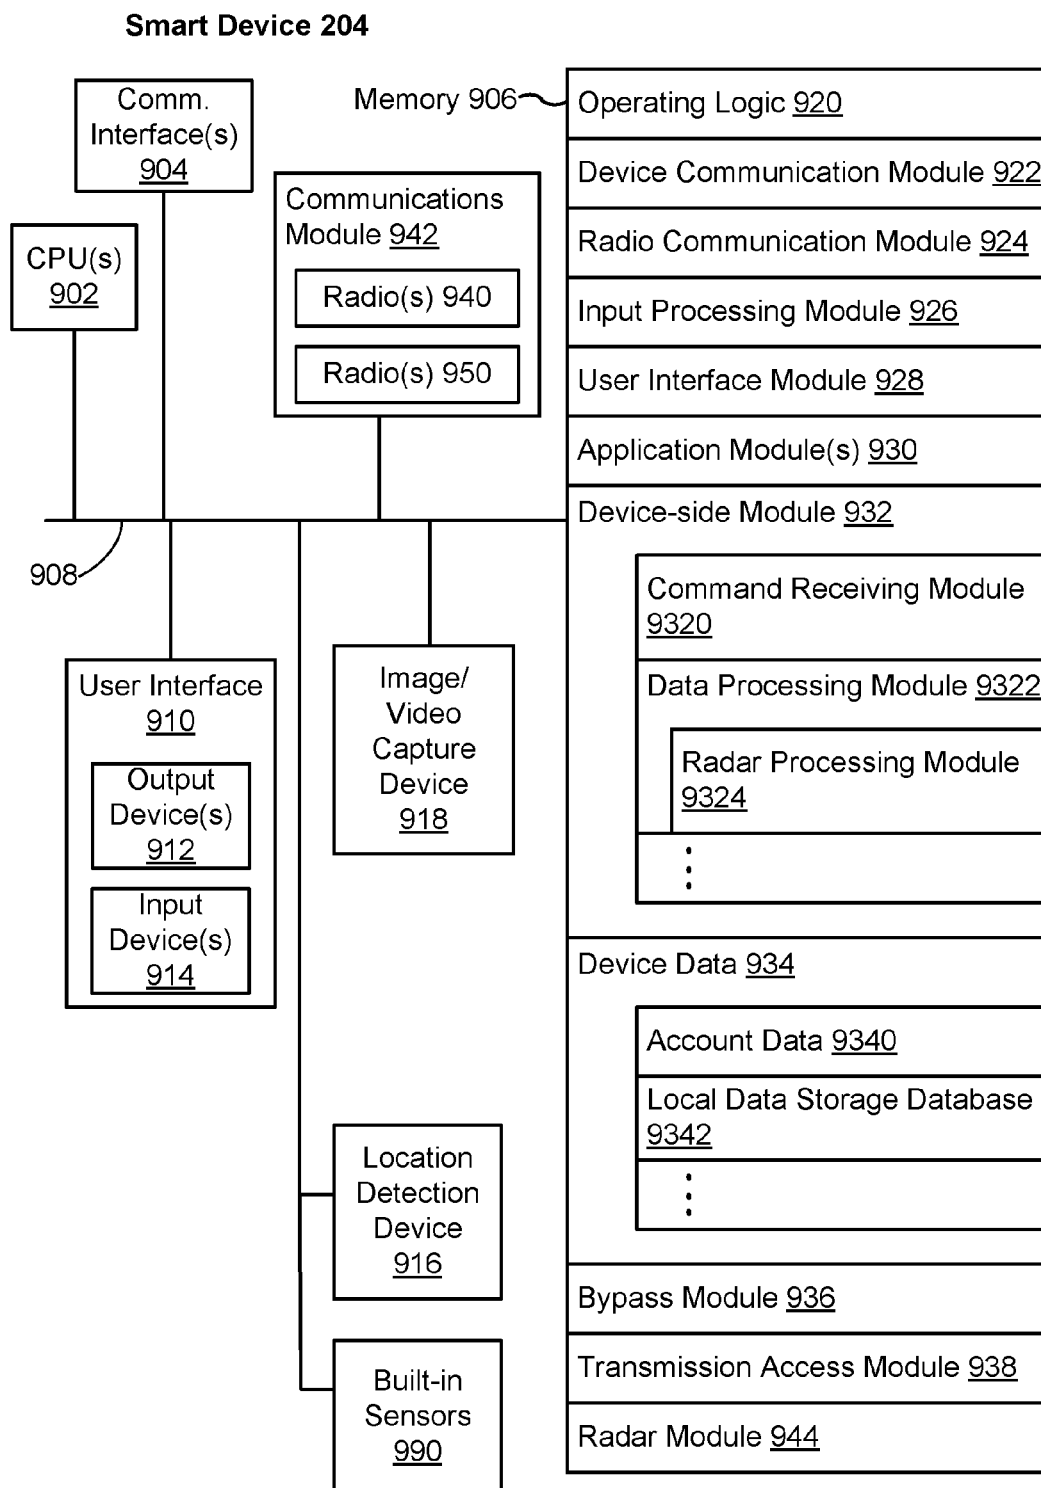 Smart Device 204
Comm.
Interface(s)
904
CPU(s)
902
Communications
Module 942
Radio(s) 940
Radio(s) 950
908
User Interface
910
Output
Device(s)
912
Input
Device(s)
914
Image/
Video
Capture
Device
918
Location
Detection
Device
916
Built-in
Sensors
990
Memory 906
Operating Logic 920
Device Communication Module 922
Radio Communication Module 924
Input Processing Module 926
User Interface Module 928
Application Module(s) 930
Device-side Module 932
Command Receiving Module
9320
Data Processing Module 9322
Radar Processing Module
9324
Device Data 934
Account Data 9340
Local Data Storage Database
9342
Bypass Module 936
Transmission Access Module 938
Radar Module 944